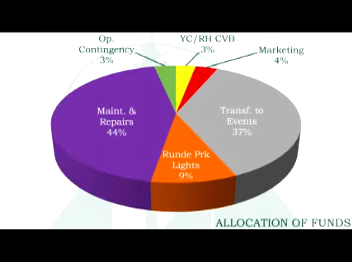 Op.
Contingency
3%
YC/RH CVB
3%
Marketing
4%
Maint. &
Repairs
44%
Transf. to
Events
37%
Runde Prk
Lights
9%
ALLOCATION OF FUNDS